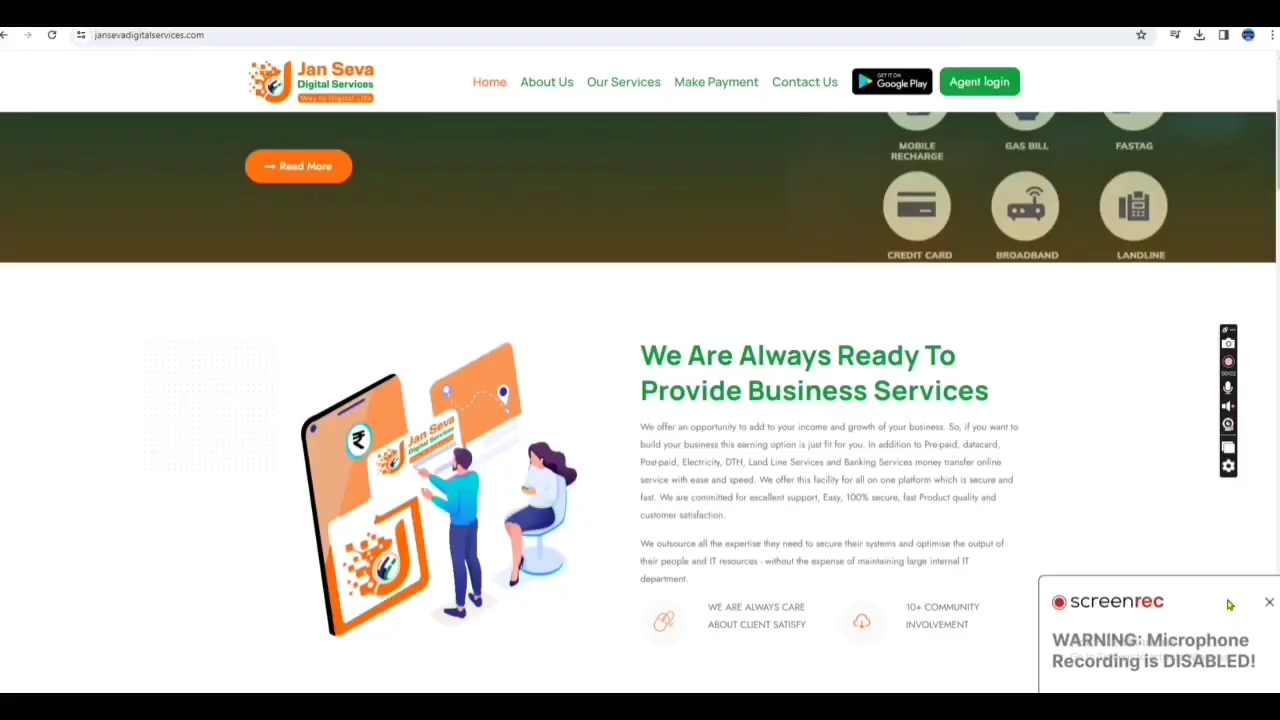 jansevadigitalservices.com
Jan Seva
Digital Services
Way to Digital Life
Home
About Us
Our Services
Make Payment
Contact Us
GET IT ON
Google Play
Agent login
→ Read More
MOBILE
RECHARGE
GAS BILL
FASTAG
CREDIT CARD
BROADBAND
LANDLINE
Jan Seva
Digital Services
We Are Always Ready To
Provide Business Services
We offer an opportunity to add to your income and growth of your business. So, if you want to
build your business this earning option is just fit for you. In addition to Pre-paid, datacard,
Post-paid, Electricity, DTH, Land Line Services and Banking Services money transfer online
service with ease and speed. We offer this facility for all on one platform which is secure and
fast. We are committed for excellent support, Easy, 100% secure, fast Product quality and
customer satisfaction.
We outsource all the expertise they need to secure their systems and optimise the output of
their people and IT resources - without the expense of maintaining large internal IT
department.
WE ARE ALWAYS CARE
ABOUT CLIENT SATISFY
10+ COMMUNITY
INVOLVEMENT
00:02
screenrec
WARNING: Microphone
Recording is DISABLED!